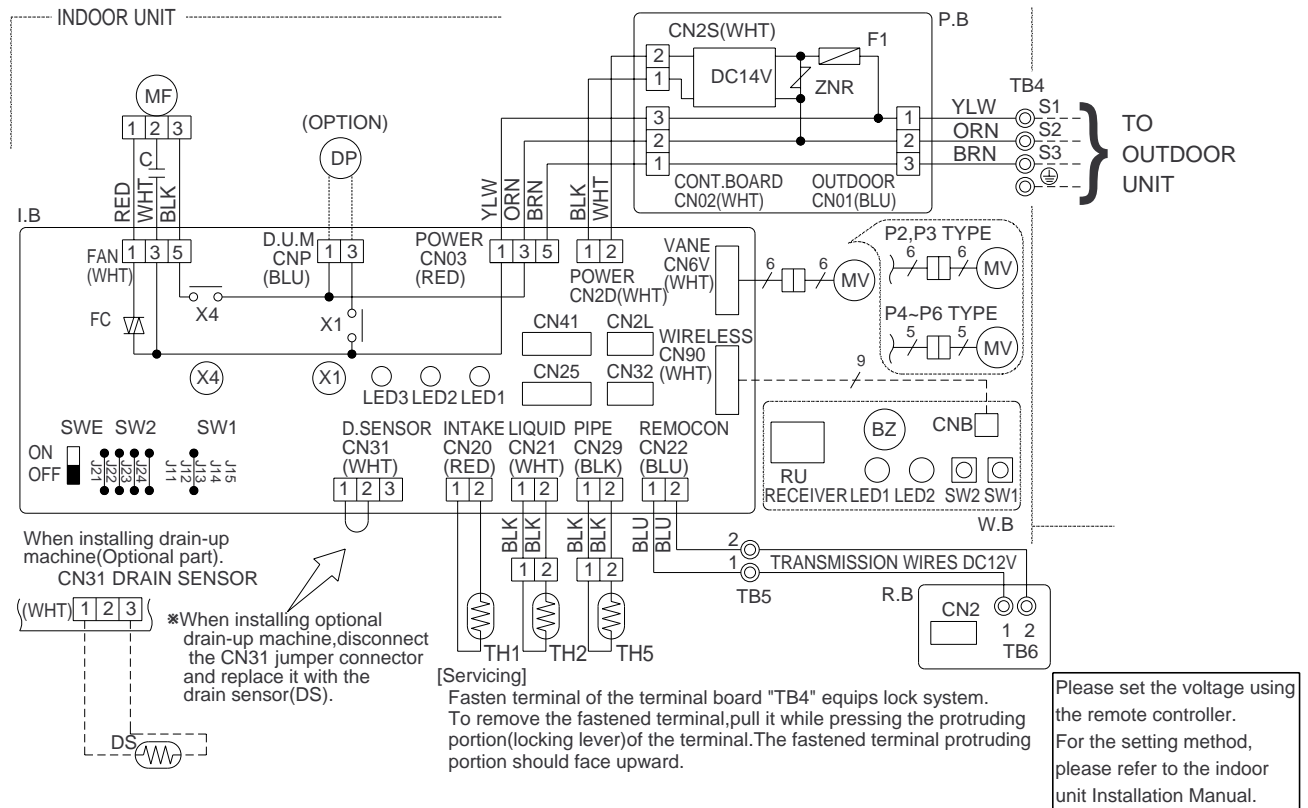 INDOOR UNIT
P.B
CN2S(WHT)
F1
2
1
DC14V
ZNR
TB4
MF
1 2 3
C
(OPTION)
DP
3
2
1
1
2
3
YLW S1
ORN S2
BRN S3
TO
OUTDOOR
UNIT
CONT.BOARD
CN02(WHT)
OUTDOOR
CN01(BLU)
RED
WHT
BLK
YLW
ORN
BRN
BLK
WHT
I.B
FAN
(WHT)
1 3 5
D.U.M
CNP
(BLU)
1 3
POWER
CN03
(RED)
1 3 5
1 2
POWER
CN2D(WHT)
VANE
CN6V
(WHT)
6 6
MV
P2,P3 TYPE
6 6
MV
P4~P6 TYPE
5 5
MV
X4
FC
X1
CN41
CN2L
WIRELESS
CN90
(WHT)
CN25
CN32
9
X4
X1
LED3 LED2 LED1
SWE SW2 SW1
ON
OFF
J21
J22
J23
J24
J11
J12
J13
J14
J15
D.SENSOR
CN31
(WHT)
1 2 3
INTAKE
CN20
(RED)
1 2
LIQUID
CN21
(WHT)
1 2
PIPE
CN29
(BLK)
1 2
REMOCON
CN22
(BLU)
1 2
BZ
CNB
RU
RECEIVER LED1 LED2 SW2 SW1
W.B
BLK
BLK
BLK
BLK
BLU
BLU
1 2
1 2
2
1
TB5
TRANSMISSION WIRES DC12V
R.B
CN2
1 2
TB6
TH1
TH2
TH5
When installing drain-up
machine(Optional part).
CN31 DRAIN SENSOR
(WHT) 1 2 3
DS
※When installing optional
drain-up machine,disconnect
the CN31 jumper connector
and replace it with the
drain sensor(DS).
[Servicing]
Fasten terminal of the terminal board "TB4" equips lock system.
To remove the fastened terminal,pull it while pressing the protruding
portion(locking lever)of the terminal.The fastened terminal protruding
portion should face upward.
Please set the voltage using
the remote controller.
For the setting method,
please refer to the indoor
unit Installation Manual.